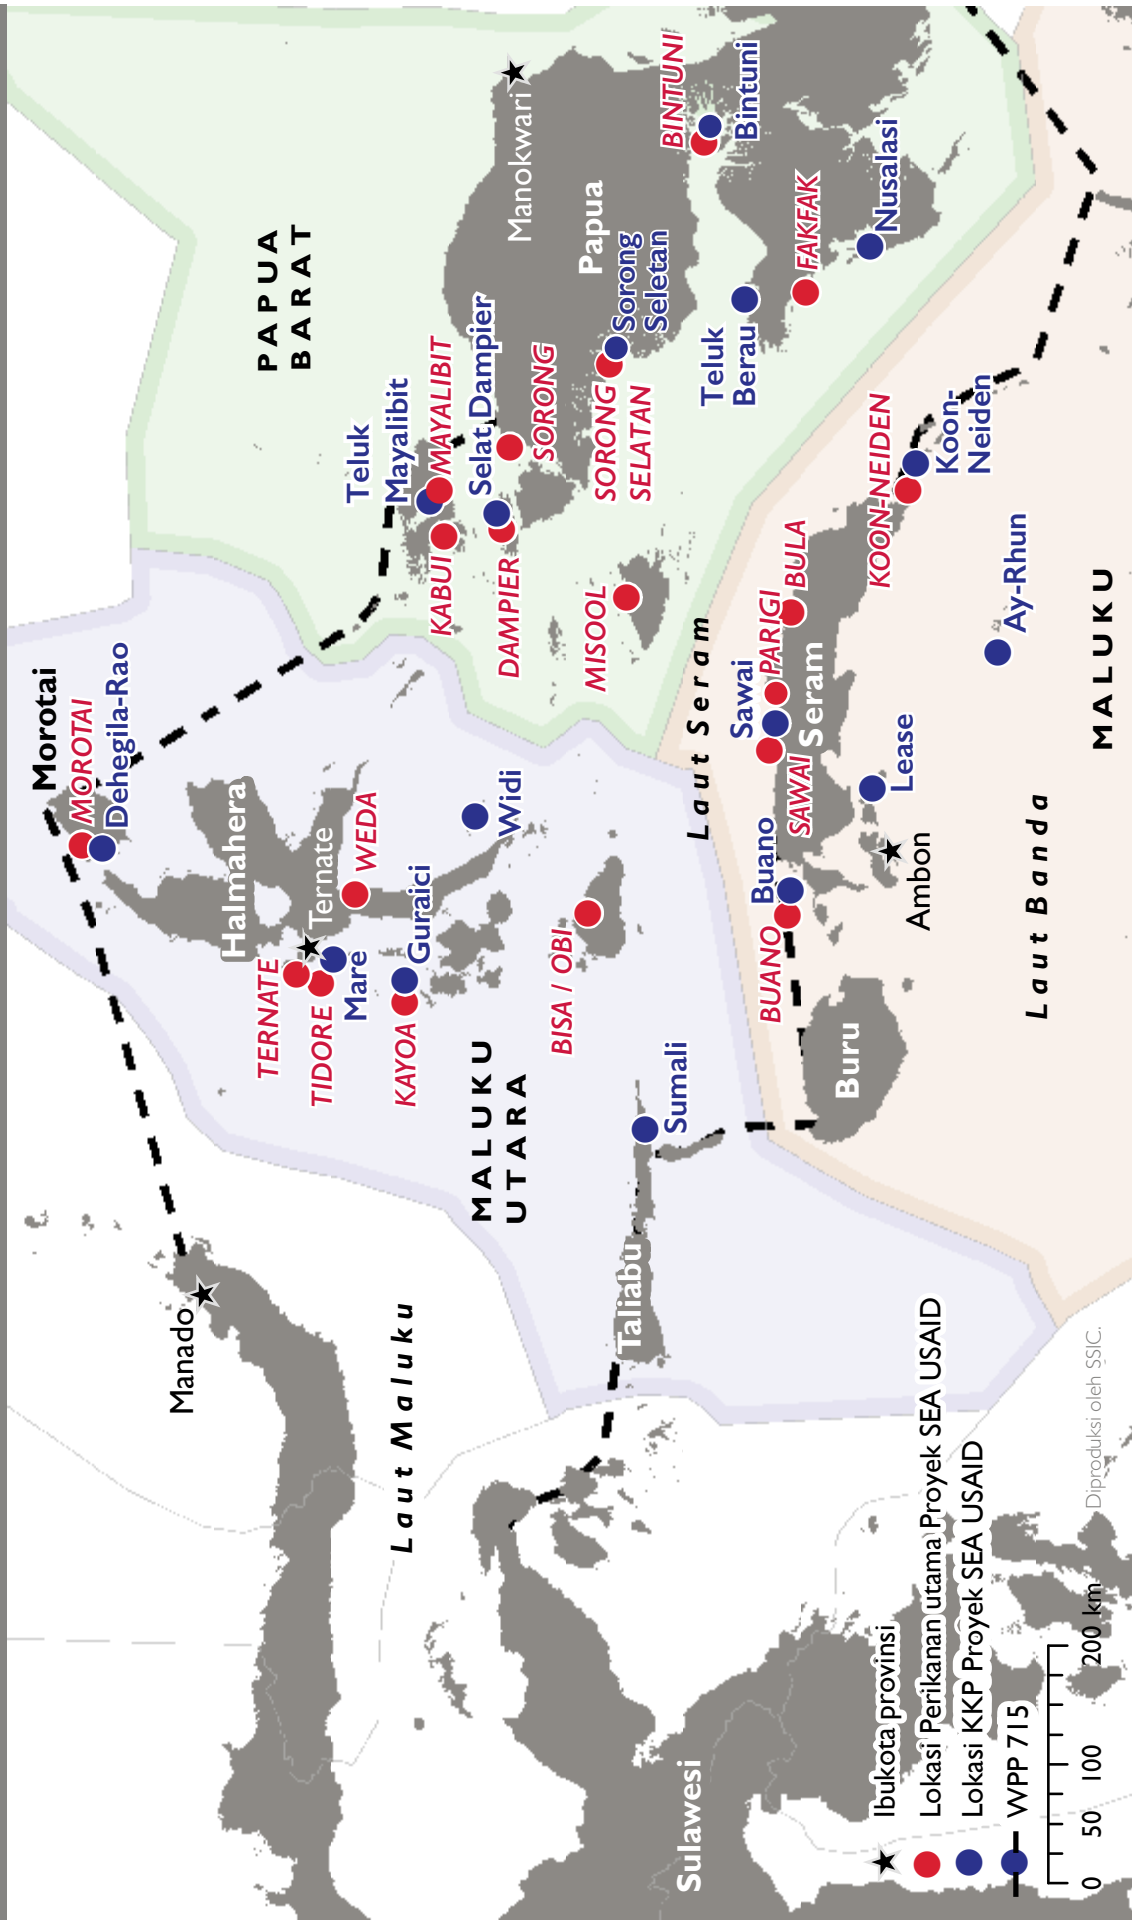 Manado
Laut Maluku
Sulawesi
Morotai
MOROTAI
Dehegila-Rao
Halmahera
Ternate
TERNATE
TIDORE
Mare
WEDA
KAYOA
Guraici
Widi
BISA / OBI
MALUKU
UTARA
Taliabu
Sumali
PAPUA
BARAT
Manokwari
Papua
Teluk
Mayalibit
MAYALIBIT
KABUI
Selat Dampier
DAMPIER
SORONG
Sorong
Seletan
SORONG
SELATAN
MISOOL
BINTUNI
Bintuni
Teluk
Berau
FAKFAK
Nusalasi
Laut Seram
BUANO
Buano
SAWAI
Sawai
PARIGI
BULA
Seram
KOON-NEIDEN
Koon-
Neiden
Buru
Ambon
Lease
Ay-Rhun
Laut Banda
MALUKU
Ibukota provinsi
Lokasi Perikanan utama Proyek SEA USAID
Lokasi KKP Proyek SEA USAID
WPP 715
0 50 100 200 km
Diproduksi oleh SSIC.